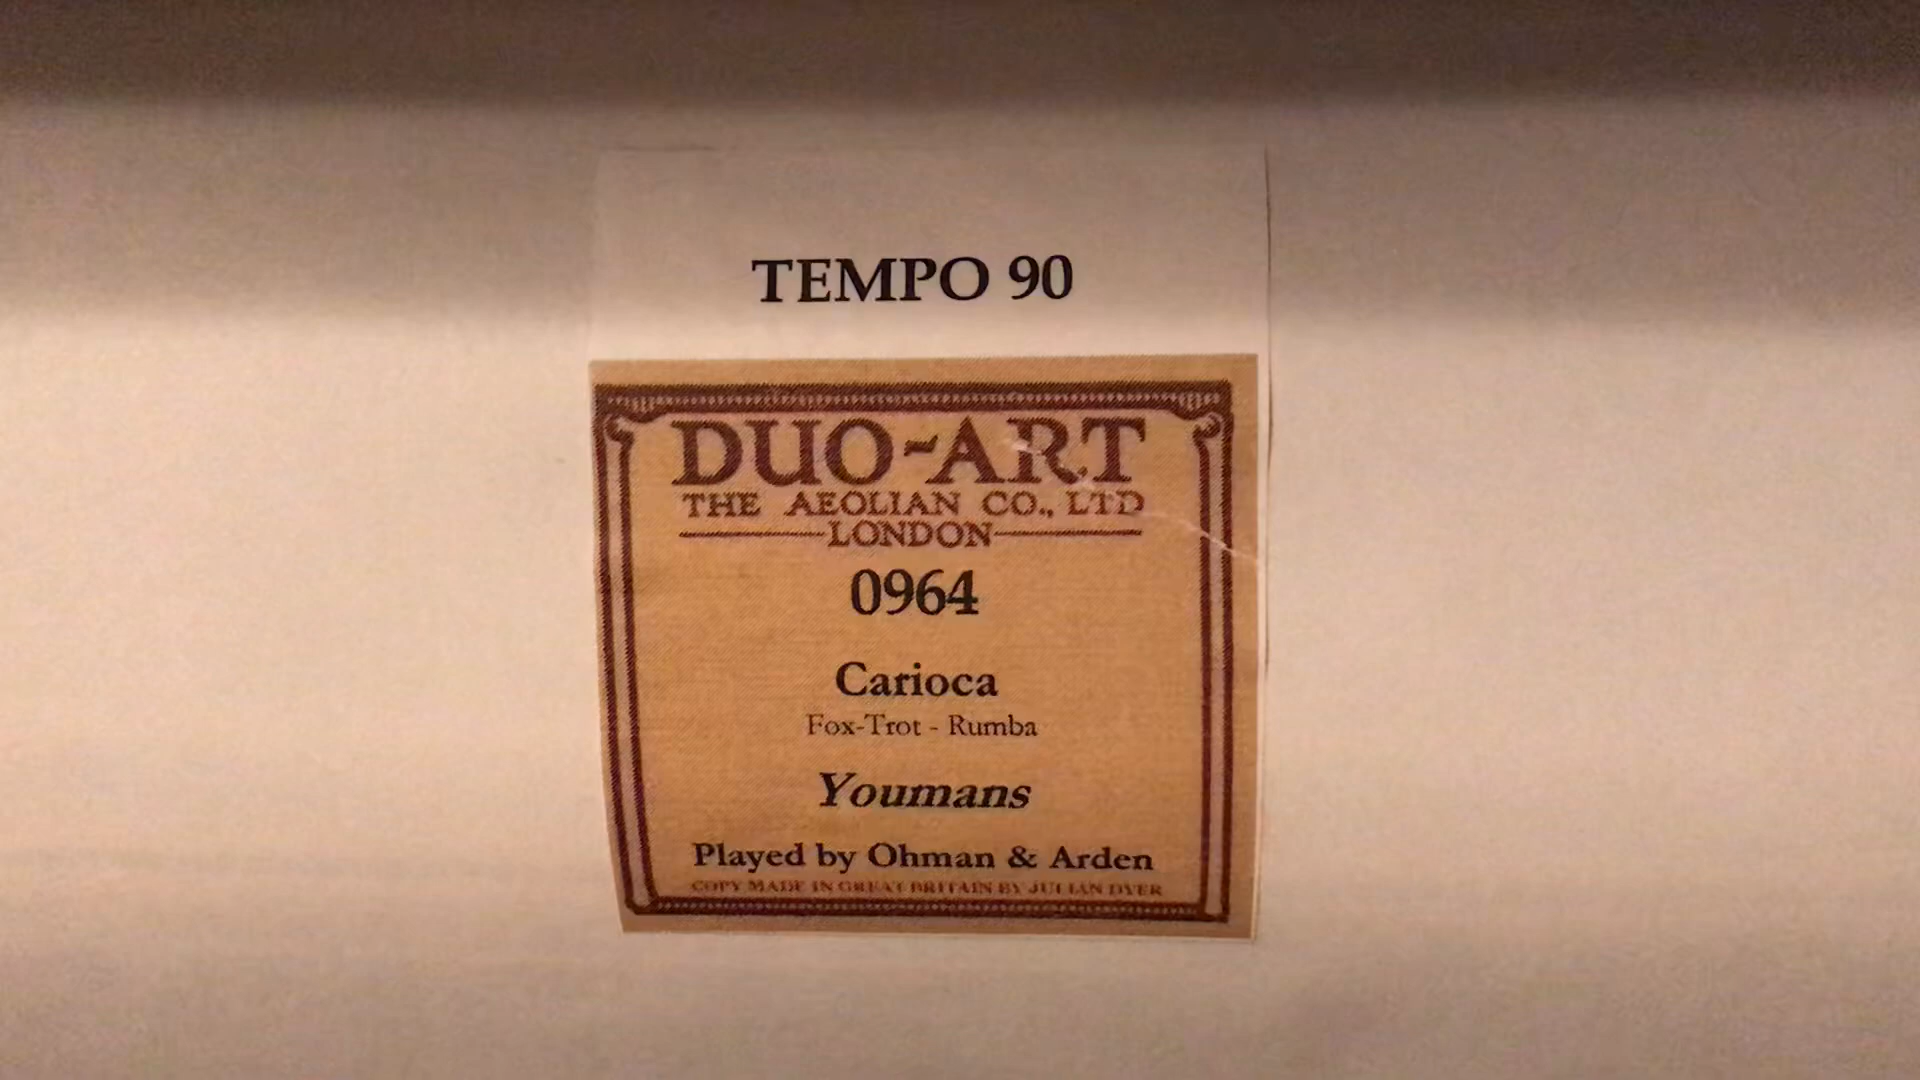 TEMPO 90
DUO-ART
THE AEOLIAN CO., LTD
LONDON
0964
Carioca
Fox-Trot - Rumba
Youmans
Played by Ohman & Arden
COPY MADE IN GREAT BRITAIN BY JULIAN DYER